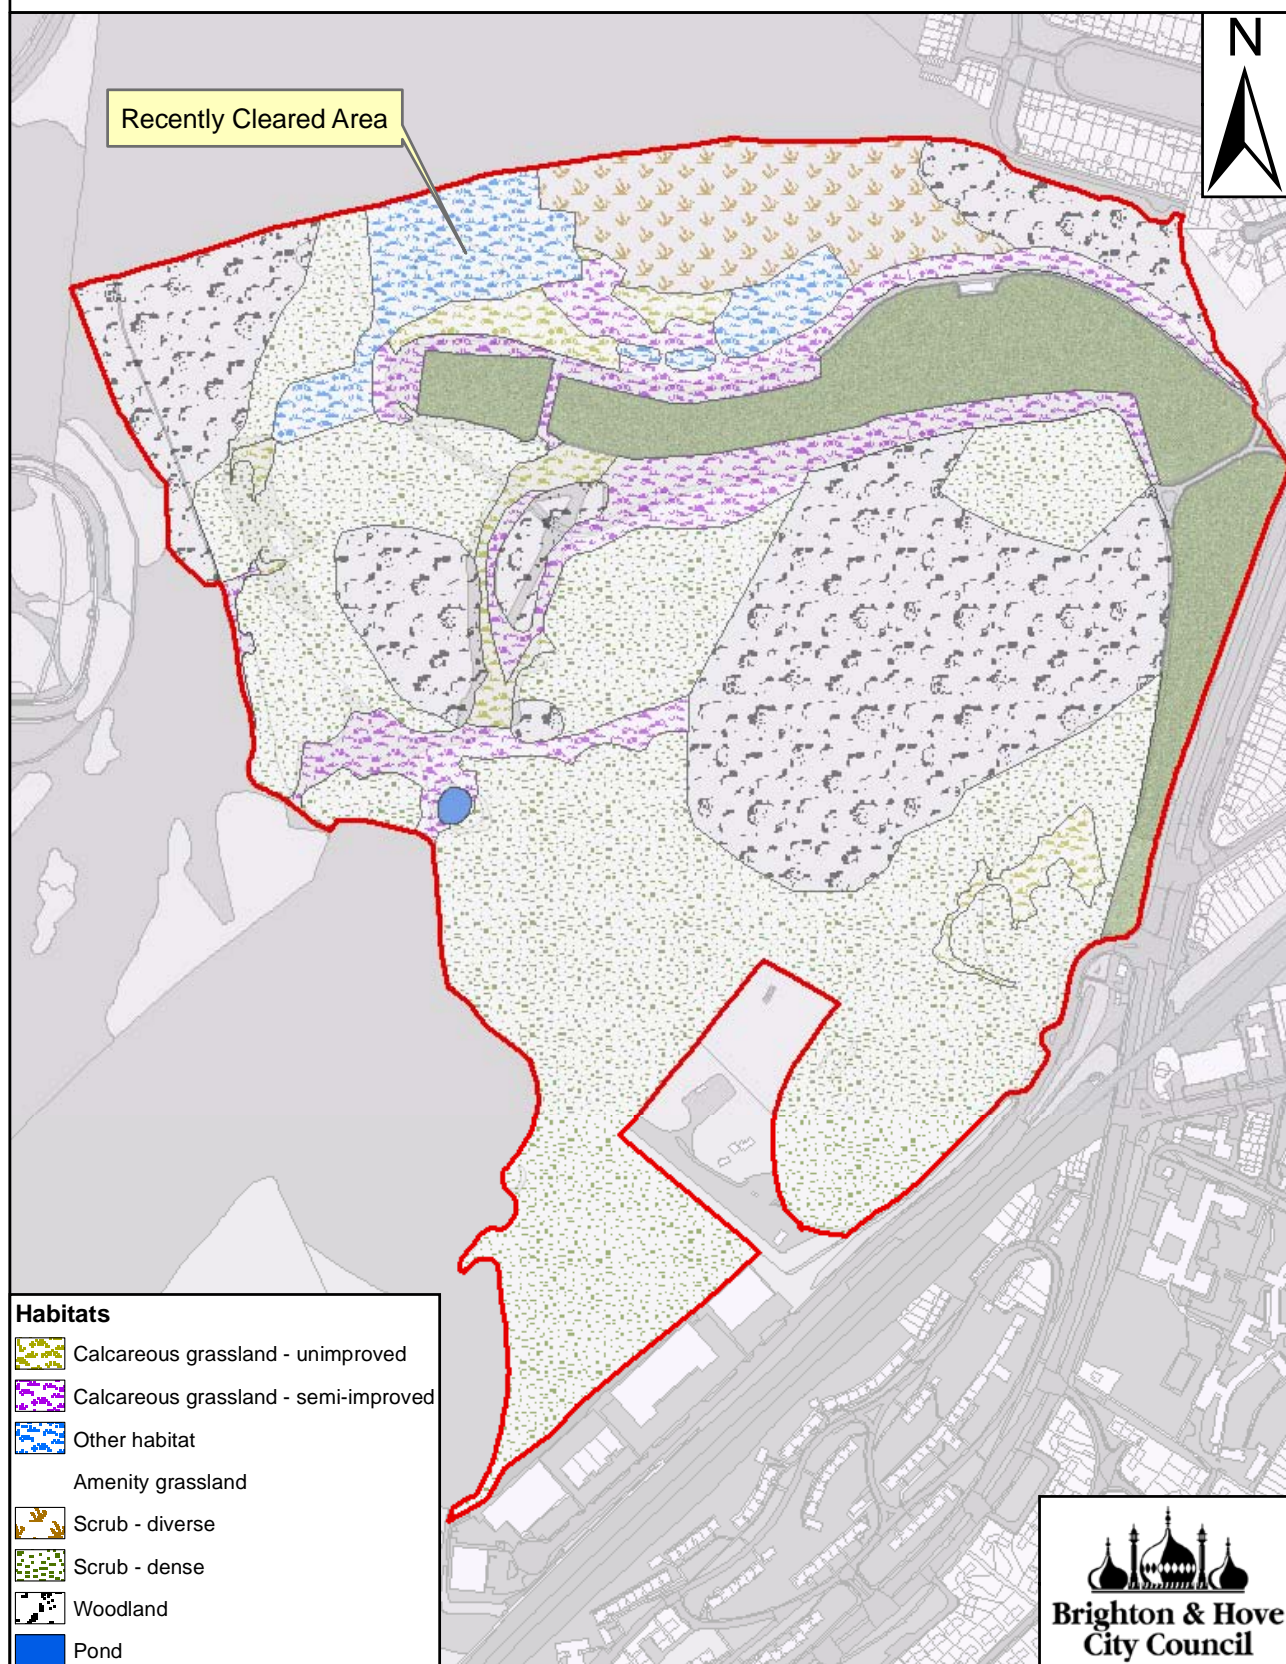 N
Recently Cleared Area
Habitats
Calcareous grassland - unimproved
Calcareous grassland - semi-improved
Other habitat
Amenity grassland
Scrub - diverse
Scrub - dense
Woodland
Pond
Brighton & Hove
City Council